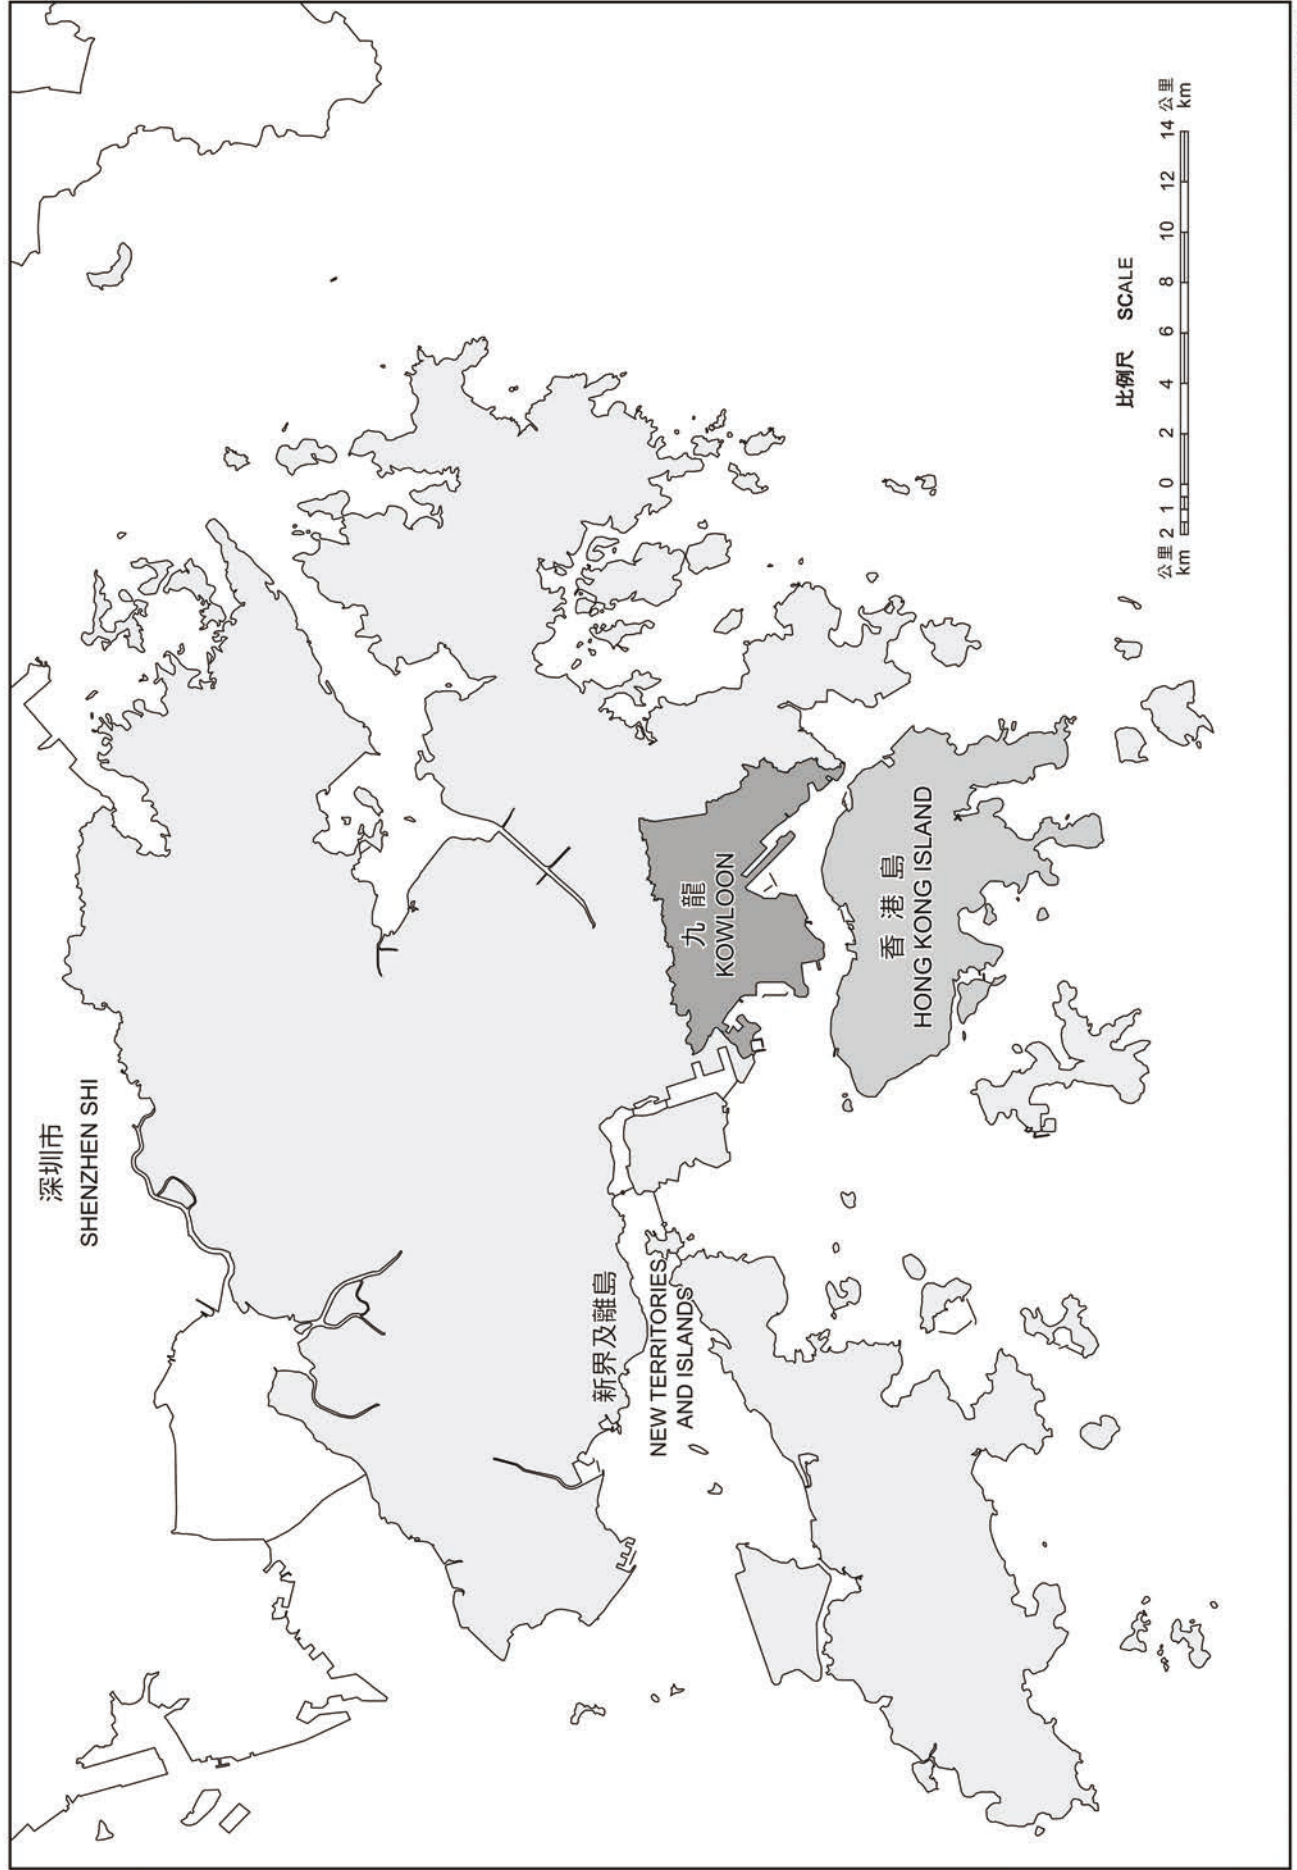 深圳市
SHENZHEN SHI
新界及離島
NEW TERRITORIES
AND ISLANDS
九龍
KOWLOON
香港島
HONG KONG ISLAND
比例尺 SCALE
公里 2 1 0 2 4 6 8 10 12 14 公里
km km